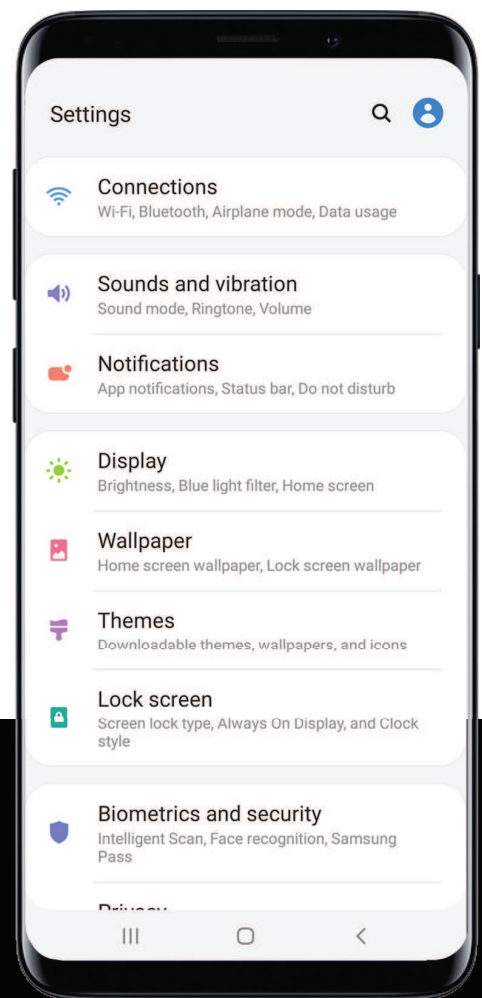 Settings
Connections
Wi-Fi, Bluetooth, Airplane mode, Data usage
Sounds and vibration
Sound mode, Ringtone, Volume
Notifications
App notifications, Status bar, Do not disturb
Display
Brightness, Blue light filter, Home screen
Wallpaper
Home screen wallpaper, Lock screen wallpaper
Themes
Downloadable themes, wallpapers, and icons
Lock screen
Screen lock type, Always On Display, and Clock
style
Biometrics and security
Intelligent Scan, Face recognition, Samsung
Pass
Privacy